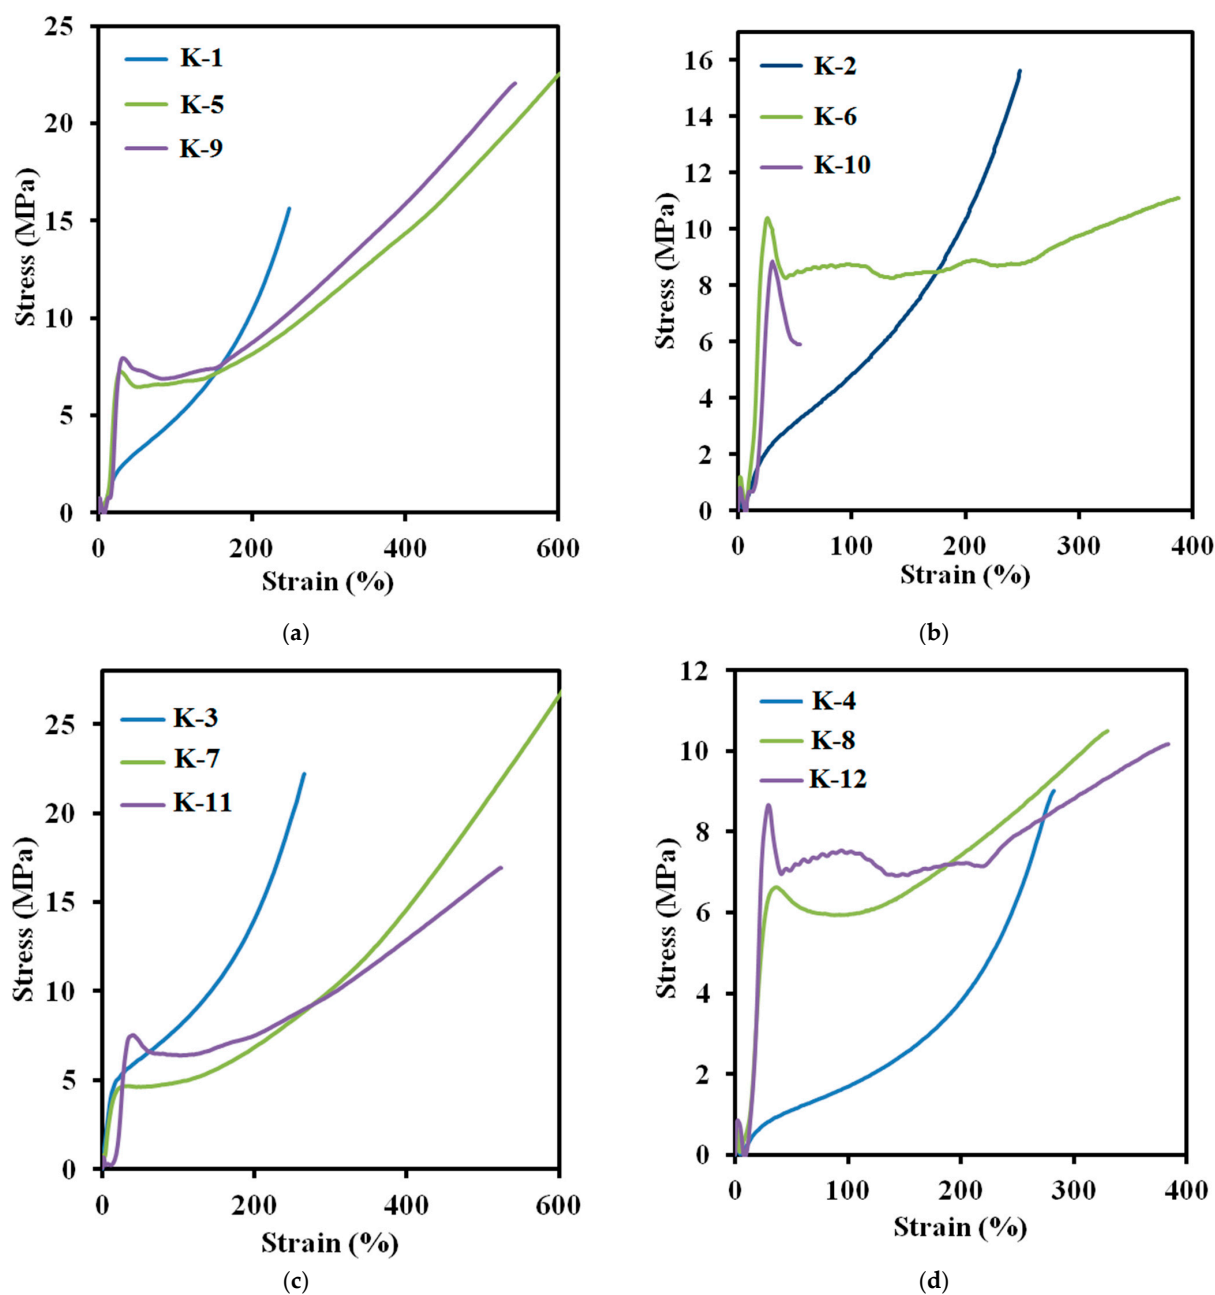 25
20
15
10
5
0
Stress (MPa)
K-1
K-5
K-9
0 200 400 600
Strain (%)
(a)
16
14
12
10
8
6
4
2
0
Stress (MPa)
K-2
K-6
K-10
0 100 200 300 400
Strain (%)
(b)
25
20
15
10
5
0
Stress (MPa)
K-3
K-7
K-11
0 200 400 600
Strain (%)
(c)
12
10
8
6
4
2
0
Stress (MPa)
K-4
K-8
K-12
0 100 200 300 400
Strain (%)
(d)